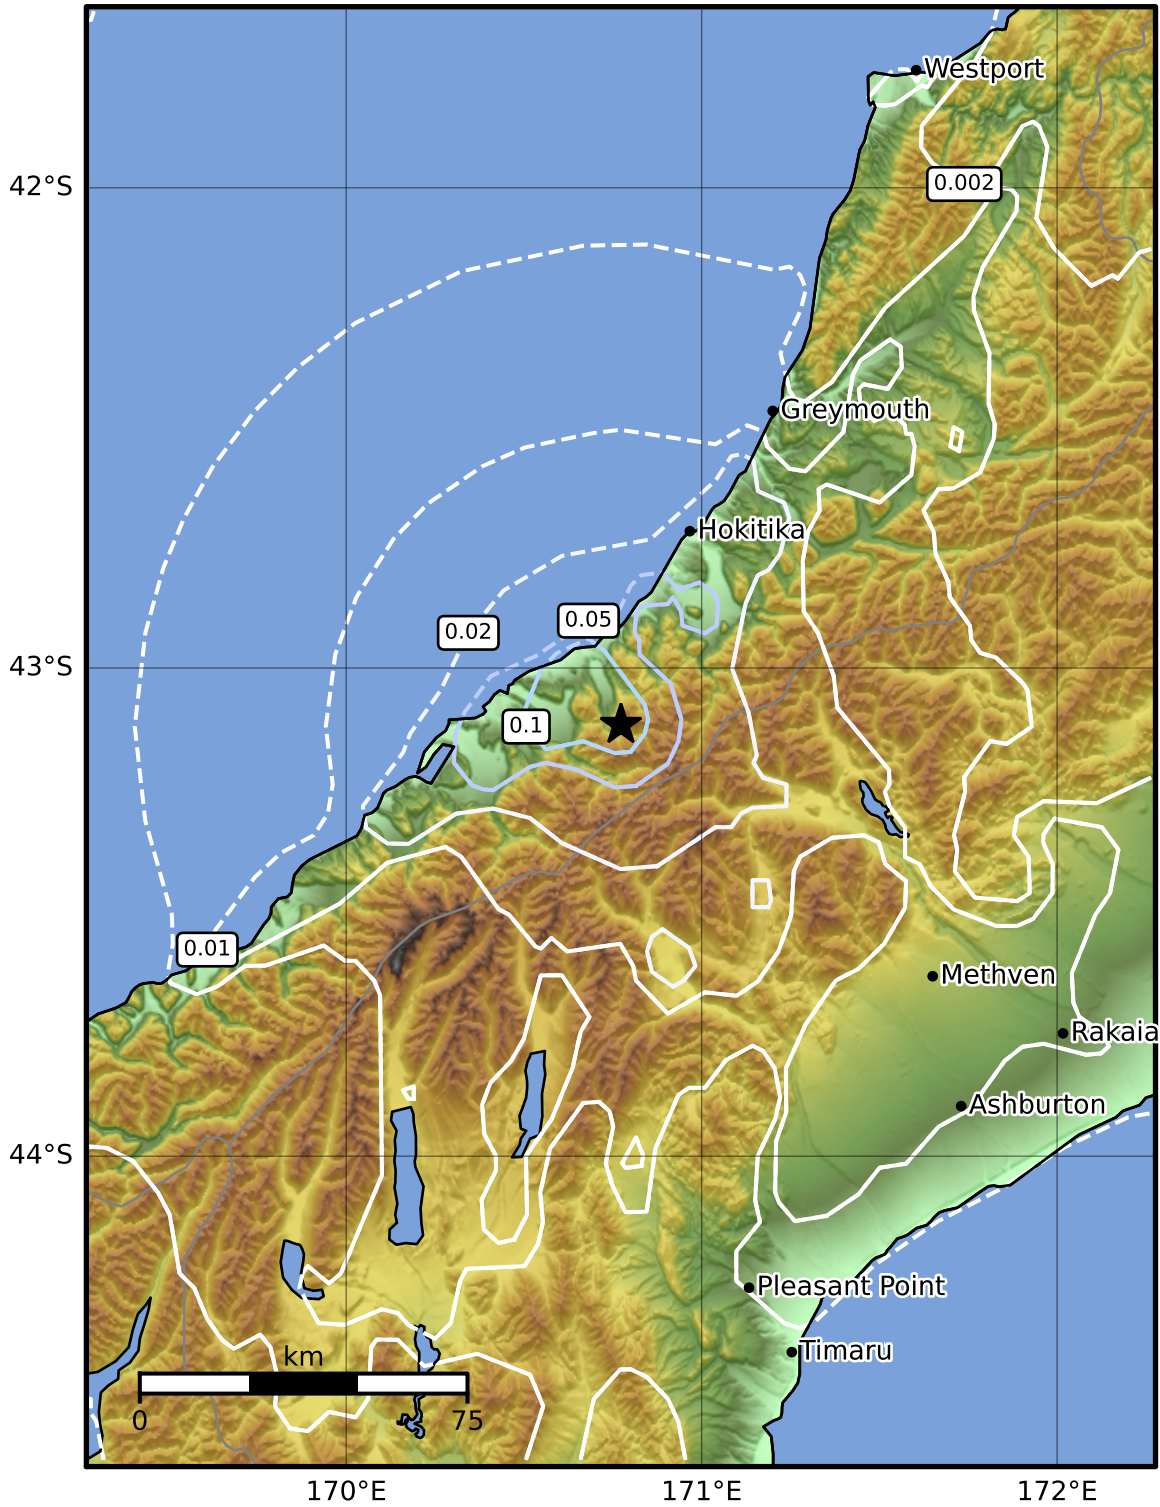 Westport
42°S
0.002
Greymouth
Hokitika
0.05
0.02
43°S
0.1
0.01
Methven
Rakaia
Ashburton
44°S
Pleasant Point
Timaru
km
0 75
170°E 171°E 172°E